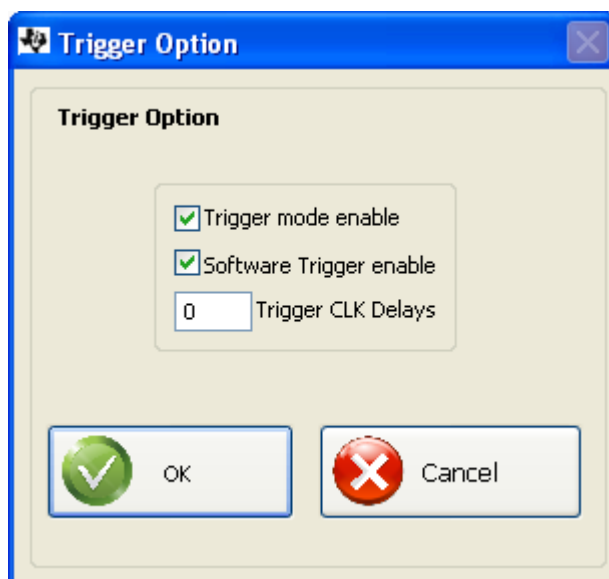 Trigger Option
Trigger Option
Trigger mode enable
Software Trigger enable
0 Trigger CLK Delays
OK
Cancel